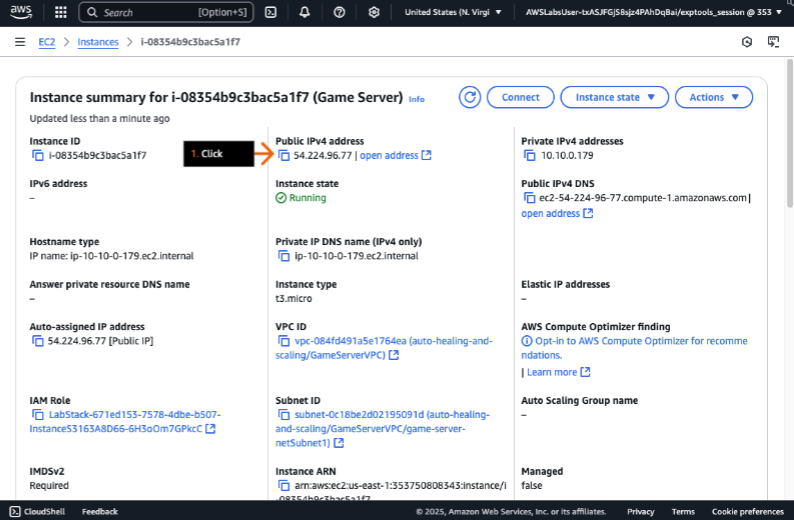 aws Search [Option+S] United States (N. Virgi AWSLabsUser-txASJFGjS8sjz4PAhDqBai/exptools_session @ 353
EC2 > Instances > i-08354b9c3bac5a1f7
Instance summary for i-08354b9c3bac5a1f7 (Game Server) Info
Connect Instance state Actions
Updated less than a minute ago
Instance ID
i-08354b9c3bac5a1f7
1. Click
Public IPv4 address
54.224.96.77 | open address
Private IPv4 addresses
10.10.0.179
IPv6 address
–
Instance state
Running
Public IPv4 DNS
ec2-54-224-96-77.compute-1.amazonaws.com |
open address
Hostname type
IP name: ip-10-10-0-179.ec2.internal
Private IP DNS name (IPv4 only)
ip-10-10-0-179.ec2.internal
Answer private resource DNS name
–
Instance type
t3.micro
Elastic IP addresses
–
Auto-assigned IP address
54.224.96.77 [Public IP]
VPC ID
vpc-084fd491a5e1764ea (auto-healing-and-
scaling/GameServerVPC)
AWS Compute Optimizer finding
Opt-in to AWS Compute Optimizer for recomme
ndations.
| Learn more
IAM Role
LabStack-671ed153-7578-4dbe-b507-
InstanceS3163A8D66-6H3oOm7GPkcC
Subnet ID
subnet-0c18be2d02195091d (auto-healing-
and-scaling/GameServerVPC/game-server-
netSubnet1)
Auto Scaling Group name
–
IMDSv2
Required
Instance ARN
arn:aws:ec2:us-east-1:353750808343:instance/i
-08354b9c3bac5a1f7
Managed
false
CloudShell Feedback © 2025, Amazon Web Services, Inc. or its affiliates. Privacy Terms Cookie preferences